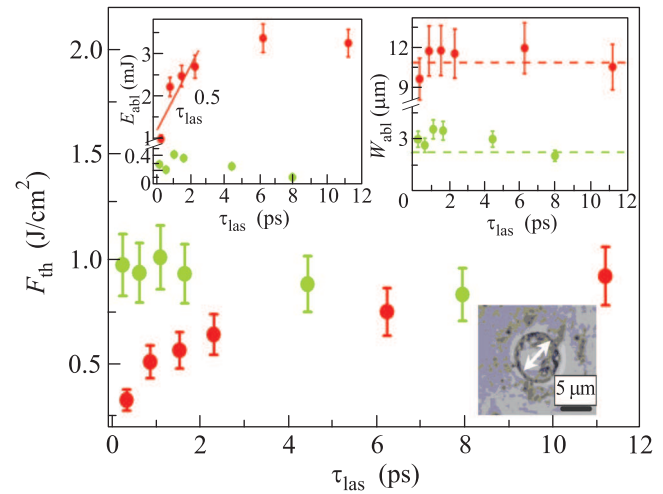 2.0
1.5
1.0
0.5
F_th (J/cm²)
0 2 4 6 8 10 12
τ_las (ps)
4
3
2
1
0.4
0
E_abl (mJ)
τ_las^0.5
0 2 4 6 8 10 12
τ_las (ps)
12
9
3
W_abl (μm)
0 2 4 6 8 10 12
τ_las (ps)
5 μm